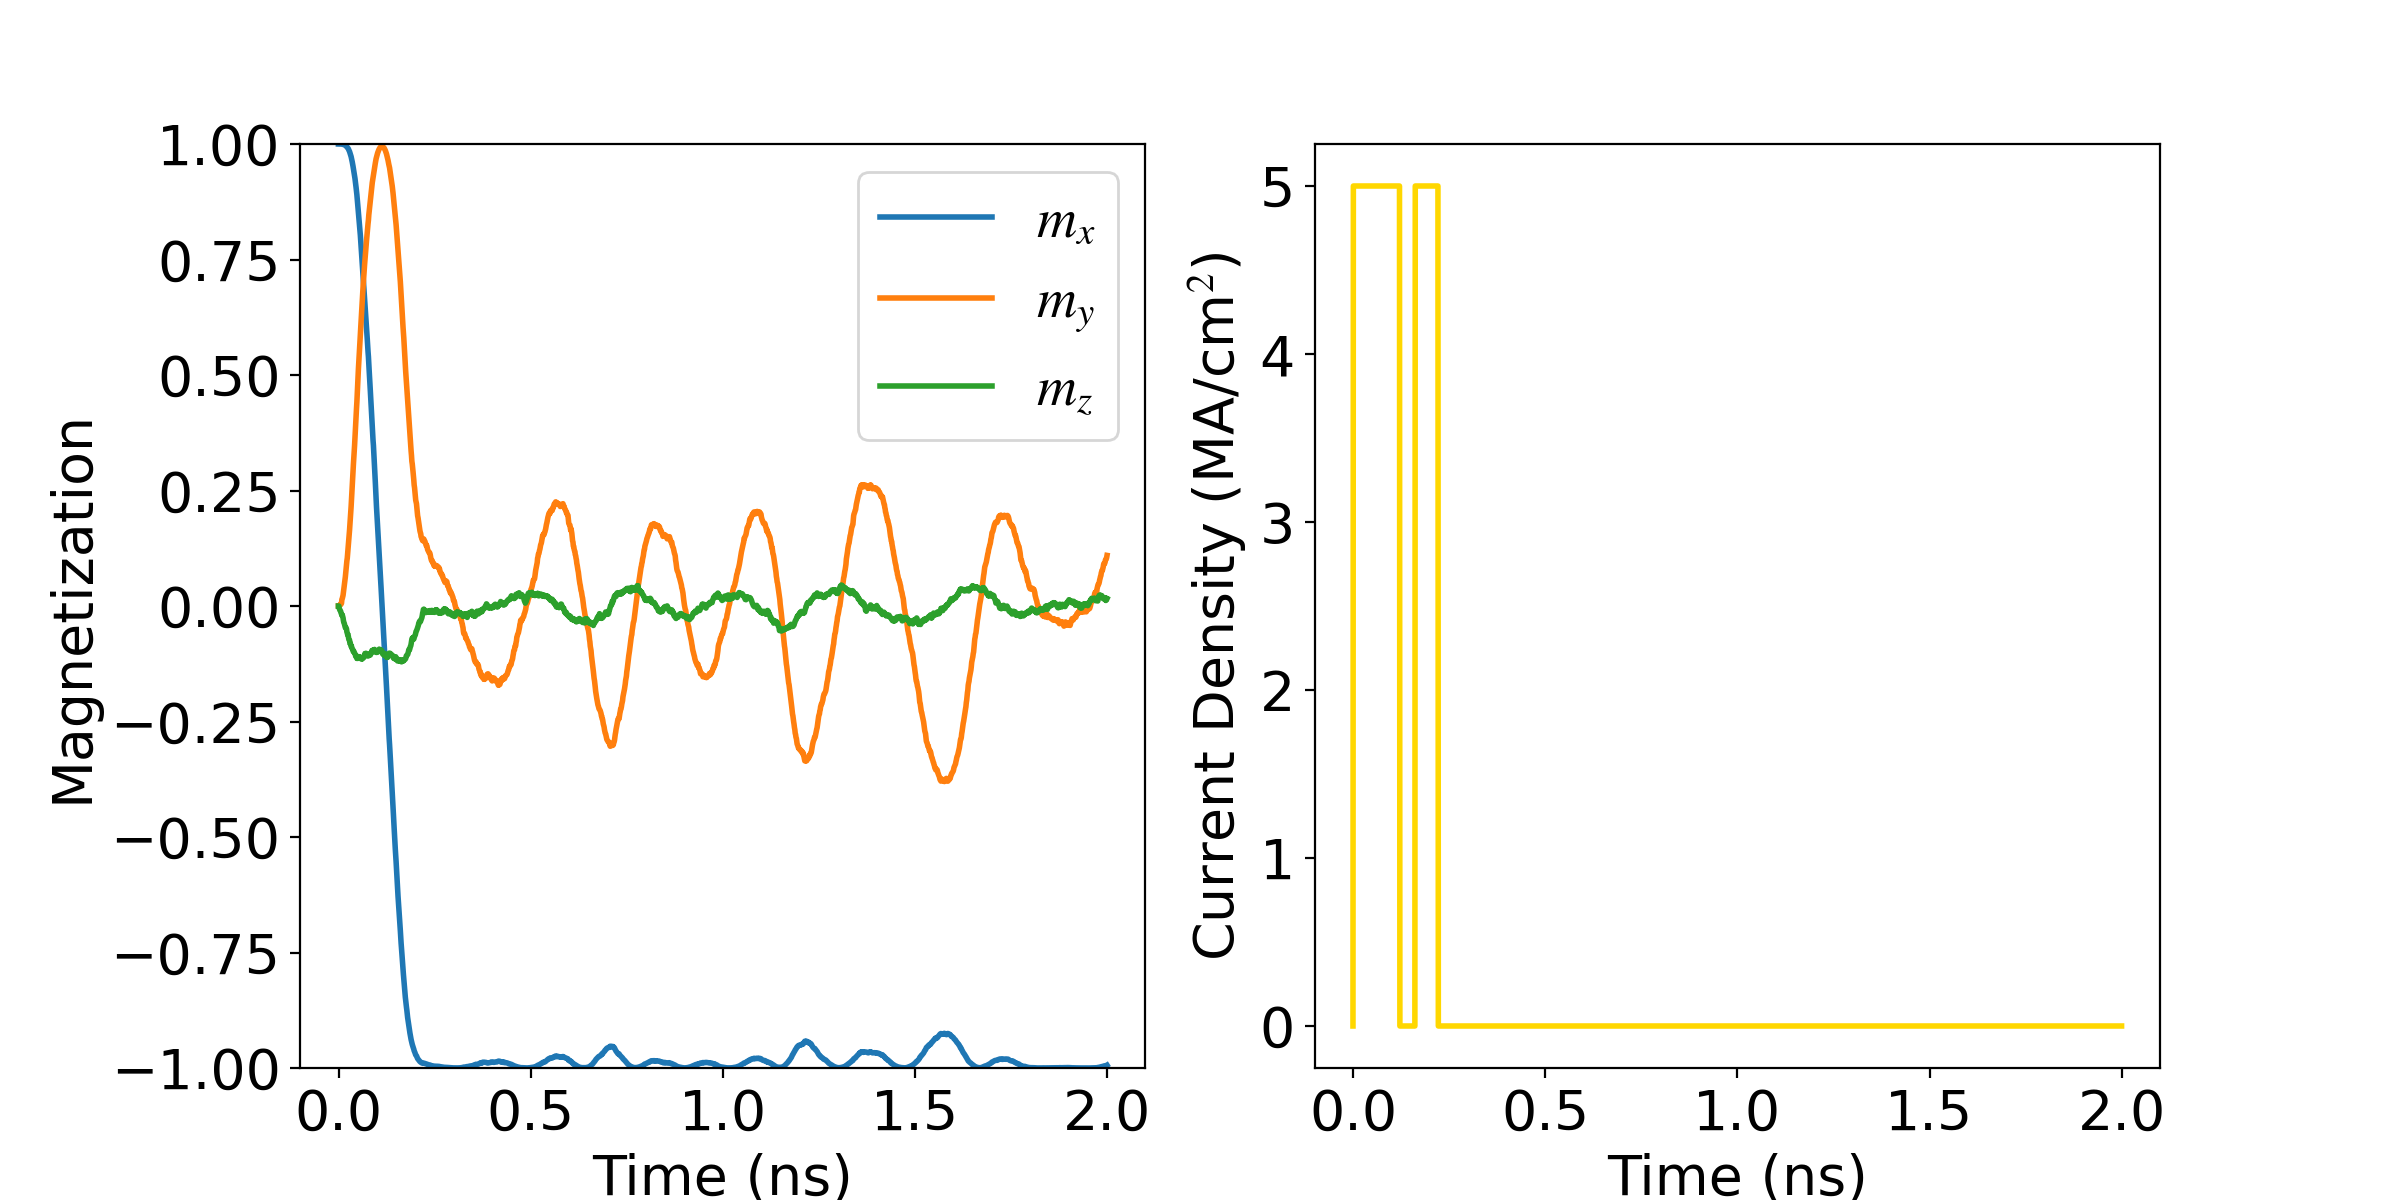 1.00
0.75
0.50
0.25
0.00
−0.25
−0.50
−0.75
−1.00
Magnetization
0.0 0.5 1.0 1.5 2.0
Time (ns)
m_x
m_y
m_z
5
4
3
2
1
0
Current Density (MA/cm²)
0.0 0.5 1.0 1.5 2.0
Time (ns)